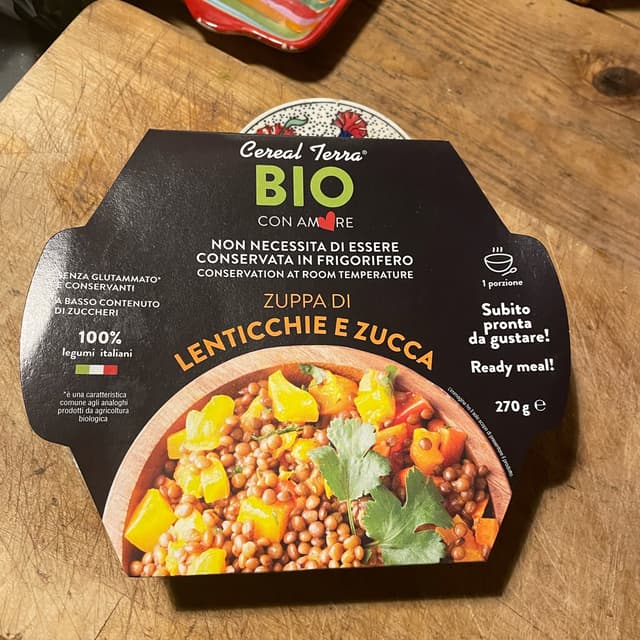 Cereal Terra®
BIO
CON AMORE
NON NECESSITA DI ESSERE
CONSERVATA IN FRIGORIFERO
CONSERVATION AT ROOM TEMPERATURE
ZUPPA DI
LENTICCHIE E ZUCCA
SENZA GLUTAMMATO*
E CONSERVANTI
A BASSO CONTENUTO
DI ZUCCHERI
100%
legumi italiani
*è una caratteristica
comune agli analoghi
prodotti da agricoltura
biologica
1 porzione
Subito
pronta
da gustare!
Ready meal!
270 g ℮